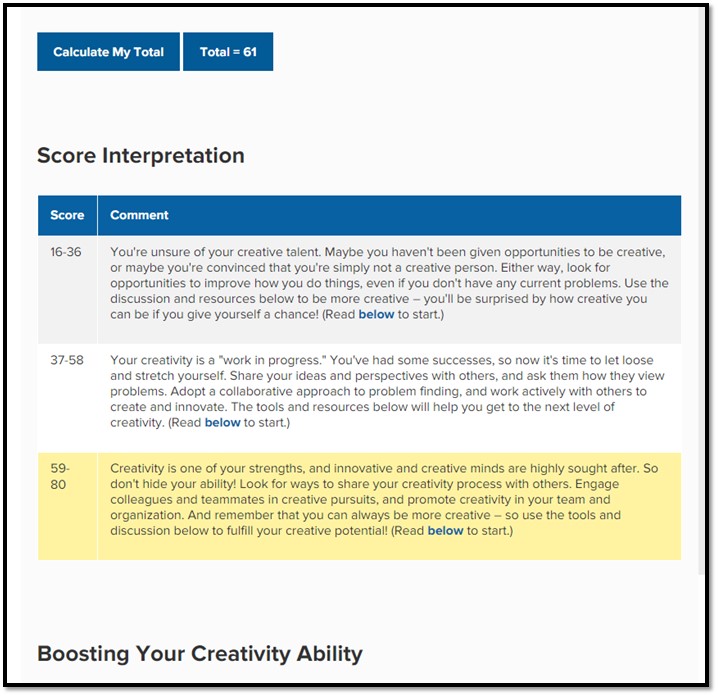 Calculate My Total
Total = 61
Score Interpretation
Score Comment
16-36 You're unsure of your creative talent. Maybe you haven't been given opportunities to be creative,
or maybe you're convinced that you're simply not a creative person. Either way, look for
opportunities to improve how you do things, even if you don't have any current problems. Use the
discussion and resources below to be more creative – you'll be surprised by how creative you
can be if you give yourself a chance! (Read below to start.)
37-58 Your creativity is a "work in progress." You've had some successes, so now it's time to let loose
and stretch yourself. Share your ideas and perspectives with others, and ask them how they view
problems. Adopt a collaborative approach to problem finding, and work actively with others to
create and innovate. The tools and resources below will help you get to the next level of
creativity. (Read below to start.)
59- Creativity is one of your strengths, and innovative and creative minds are highly sought after. So
80 don't hide your ability! Look for ways to share your creativity process with others. Engage
colleagues and teammates in creative pursuits, and promote creativity in your team and
organization. And remember that you can always be more creative – so use the tools and
discussion below to fulfill your creative potential! (Read below to start.)
Boosting Your Creativity Ability